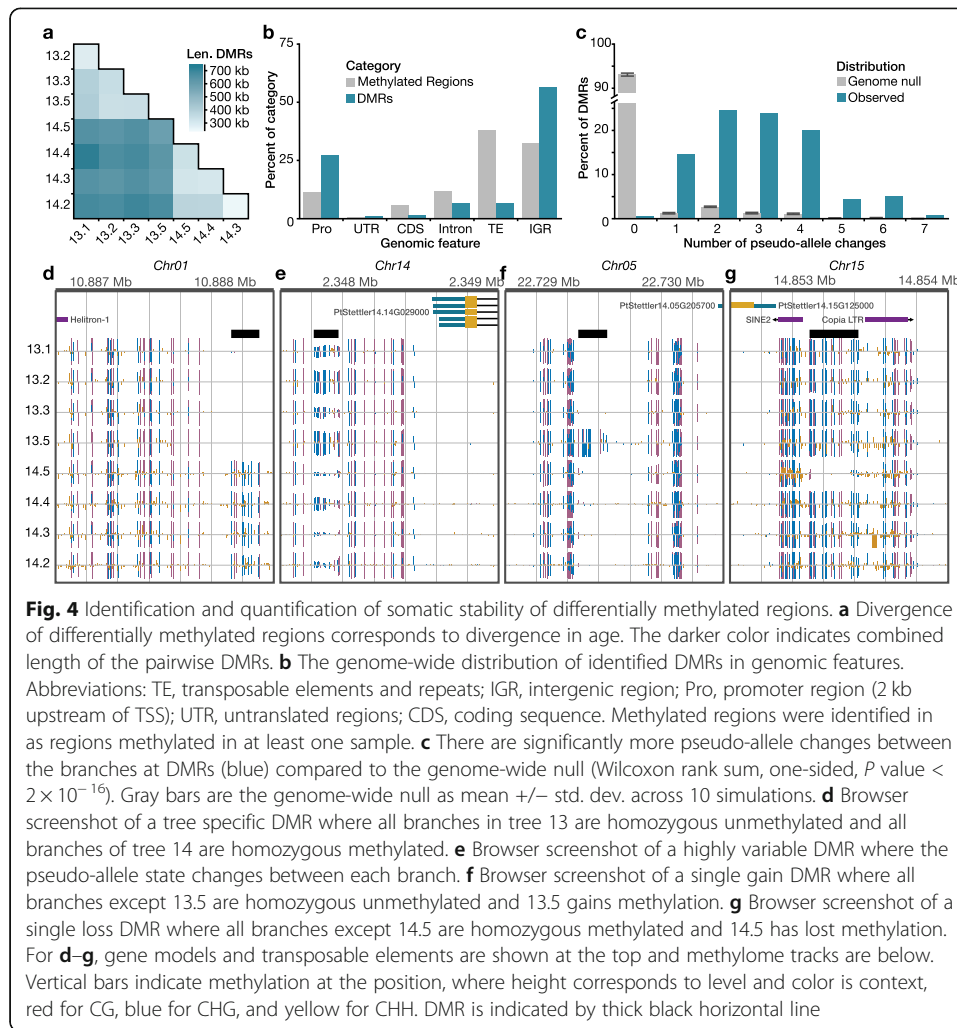 a
Len. DMRs
700 kb
600 kb
500 kb
400 kb
300 kb
13.2
13.3
13.5
14.5
14.4
14.3
14.2
13.1
13.2
13.3
13.5
14.5
14.4
14.3
b
75
50
25
0
Percent of category
Category
Methylated Regions
DMRs
Pro
UTR
CDS
Intron
TE
IGR
Genomic feature
c
100
90
20
10
0
Percent of DMRs
Distribution
Genome null
Observed
0 1 2 3 4 5 6 7
Number of pseudo-allele changes
d
Chr01
10.887 Mb
10.888 Mb
Helitron-1
e
Chr14
2.348 Mb
2.349 Mb
PtStettler14.14G029000
f
Chr05
22.729 Mb
22.730 Mb
PtStettler14.05G205700
g
Chr15
14.853 Mb
14.854 Mb
PtStettler14.15G125000
SINE2
Copia LTR
13.1
13.2
13.3
13.5
14.5
14.4
14.3
14.2
Fig. 4 Identification and quantification of somatic stability of differentially methylated regions. a Divergence
of differentially methylated regions corresponds to divergence in age. The darker color indicates combined
length of the pairwise DMRs. b The genome-wide distribution of identified DMRs in genomic features.
Abbreviations: TE, transposable elements and repeats; IGR, intergenic region; Pro, promoter region (2 kb
upstream of TSS); UTR, untranslated regions; CDS, coding sequence. Methylated regions were identified in
as regions methylated in at least one sample. c There are significantly more pseudo-allele changes between
the branches at DMRs (blue) compared to the genome-wide null (Wilcoxon rank sum, one-sided, P value <
2 × 10− 16). Gray bars are the genome-wide null as mean +/− std. dev. across 10 simulations. d Browser
screenshot of a tree specific DMR where all branches in tree 13 are homozygous unmethylated and all
branches of tree 14 are homozygous methylated. e Browser screenshot of a highly variable DMR where the
pseudo-allele state changes between each branch. f Browser screenshot of a single gain DMR where all
branches except 13.5 are homozygous unmethylated and 13.5 gains methylation. g Browser screenshot of a
single loss DMR where all branches except 14.5 are homozygous methylated and 14.5 has lost methylation.
For d–g, gene models and transposable elements are shown at the top and methylome tracks are below.
Vertical bars indicate methylation at the position, where height corresponds to level and color is context,
red for CG, blue for CHG, and yellow for CHH. DMR is indicated by thick black horizontal line